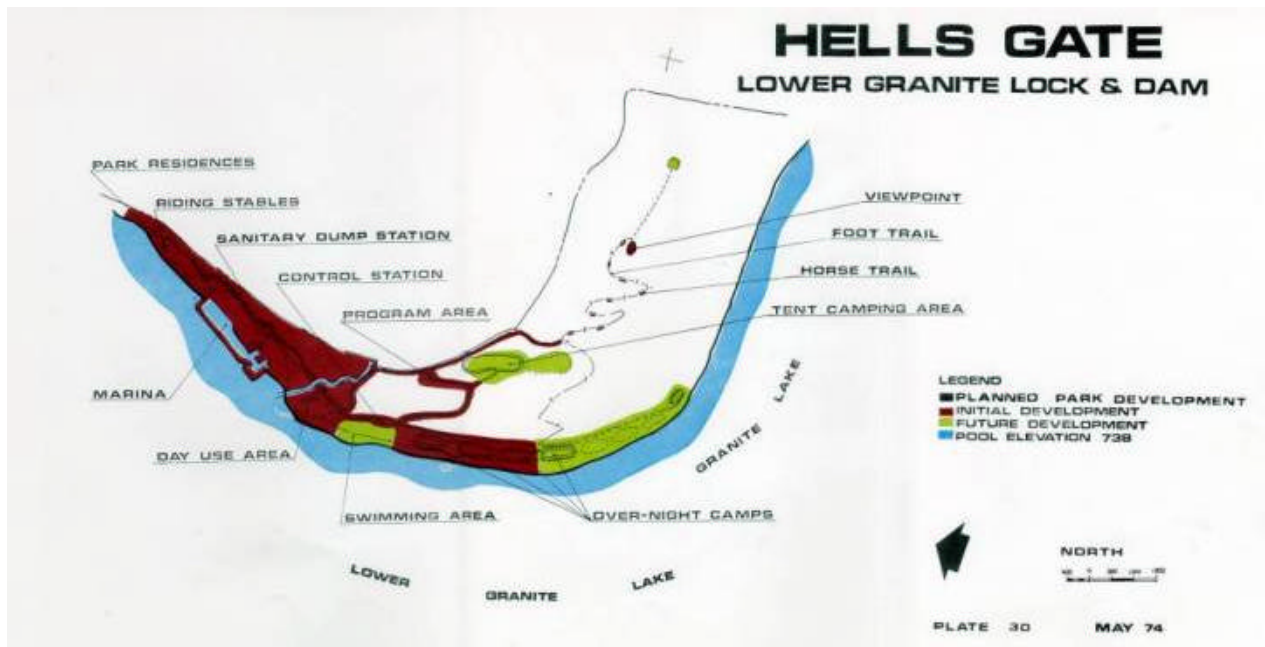 HELLS GATE
LOWER GRANITE LOCK & DAM
PARK RESIDENCES
RIDING STABLES
SANITARY DUMP STATION
CONTROL STATION
PROGRAM AREA
MARINA
DAY USE AREA
SWIMMING AREA
OVER-NIGHT CAMPS
VIEWPOINT
FOOT TRAIL
HORSE TRAIL
TENT CAMPING AREA
GRANITE LAKE
LOWER GRANITE LAKE
LEGEND
PLANNED PARK DEVELOPMENT
INITIAL DEVELOPMENT
FUTURE DEVELOPMENT
POOL ELEVATION 738
NORTH
PLATE 30 MAY 74